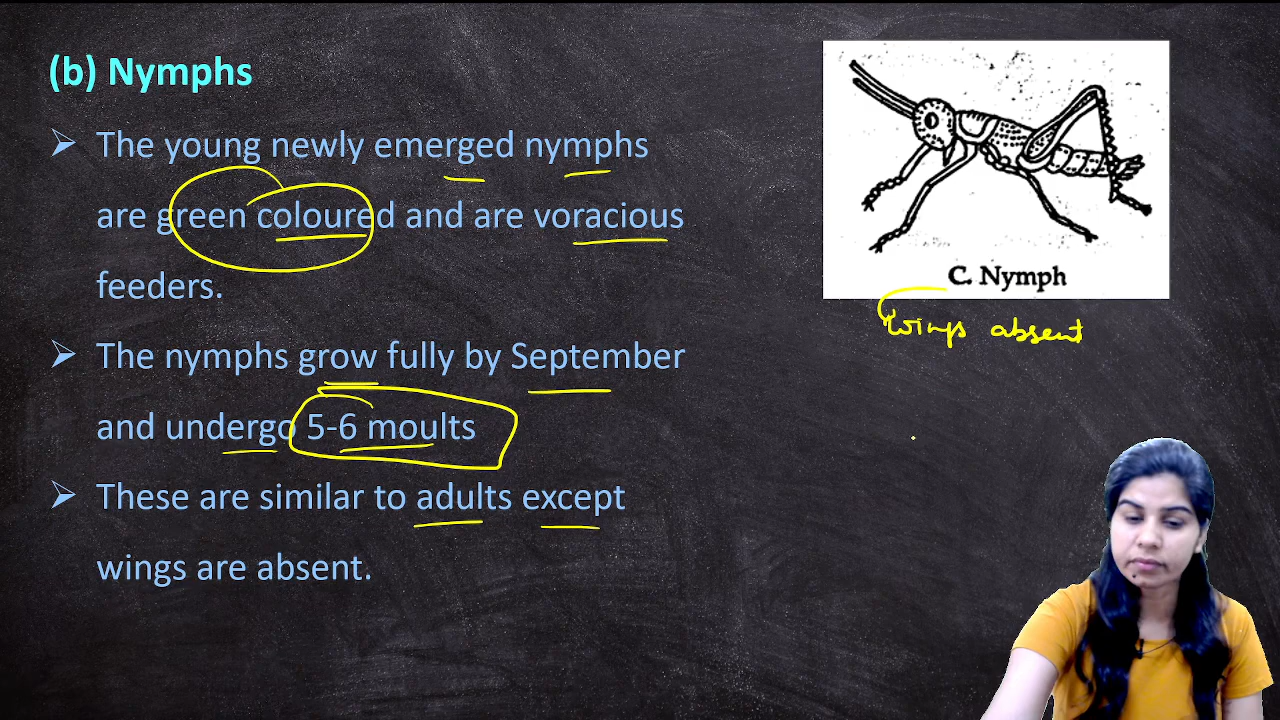 (b) Nymphs
➢ The young newly emerged nymphs
are green coloured and are voracious
feeders.
➢ The nymphs grow fully by September
and undergo 5-6 moults
➢ These are similar to adults except
wings are absent.
C. Nymph
wings absent